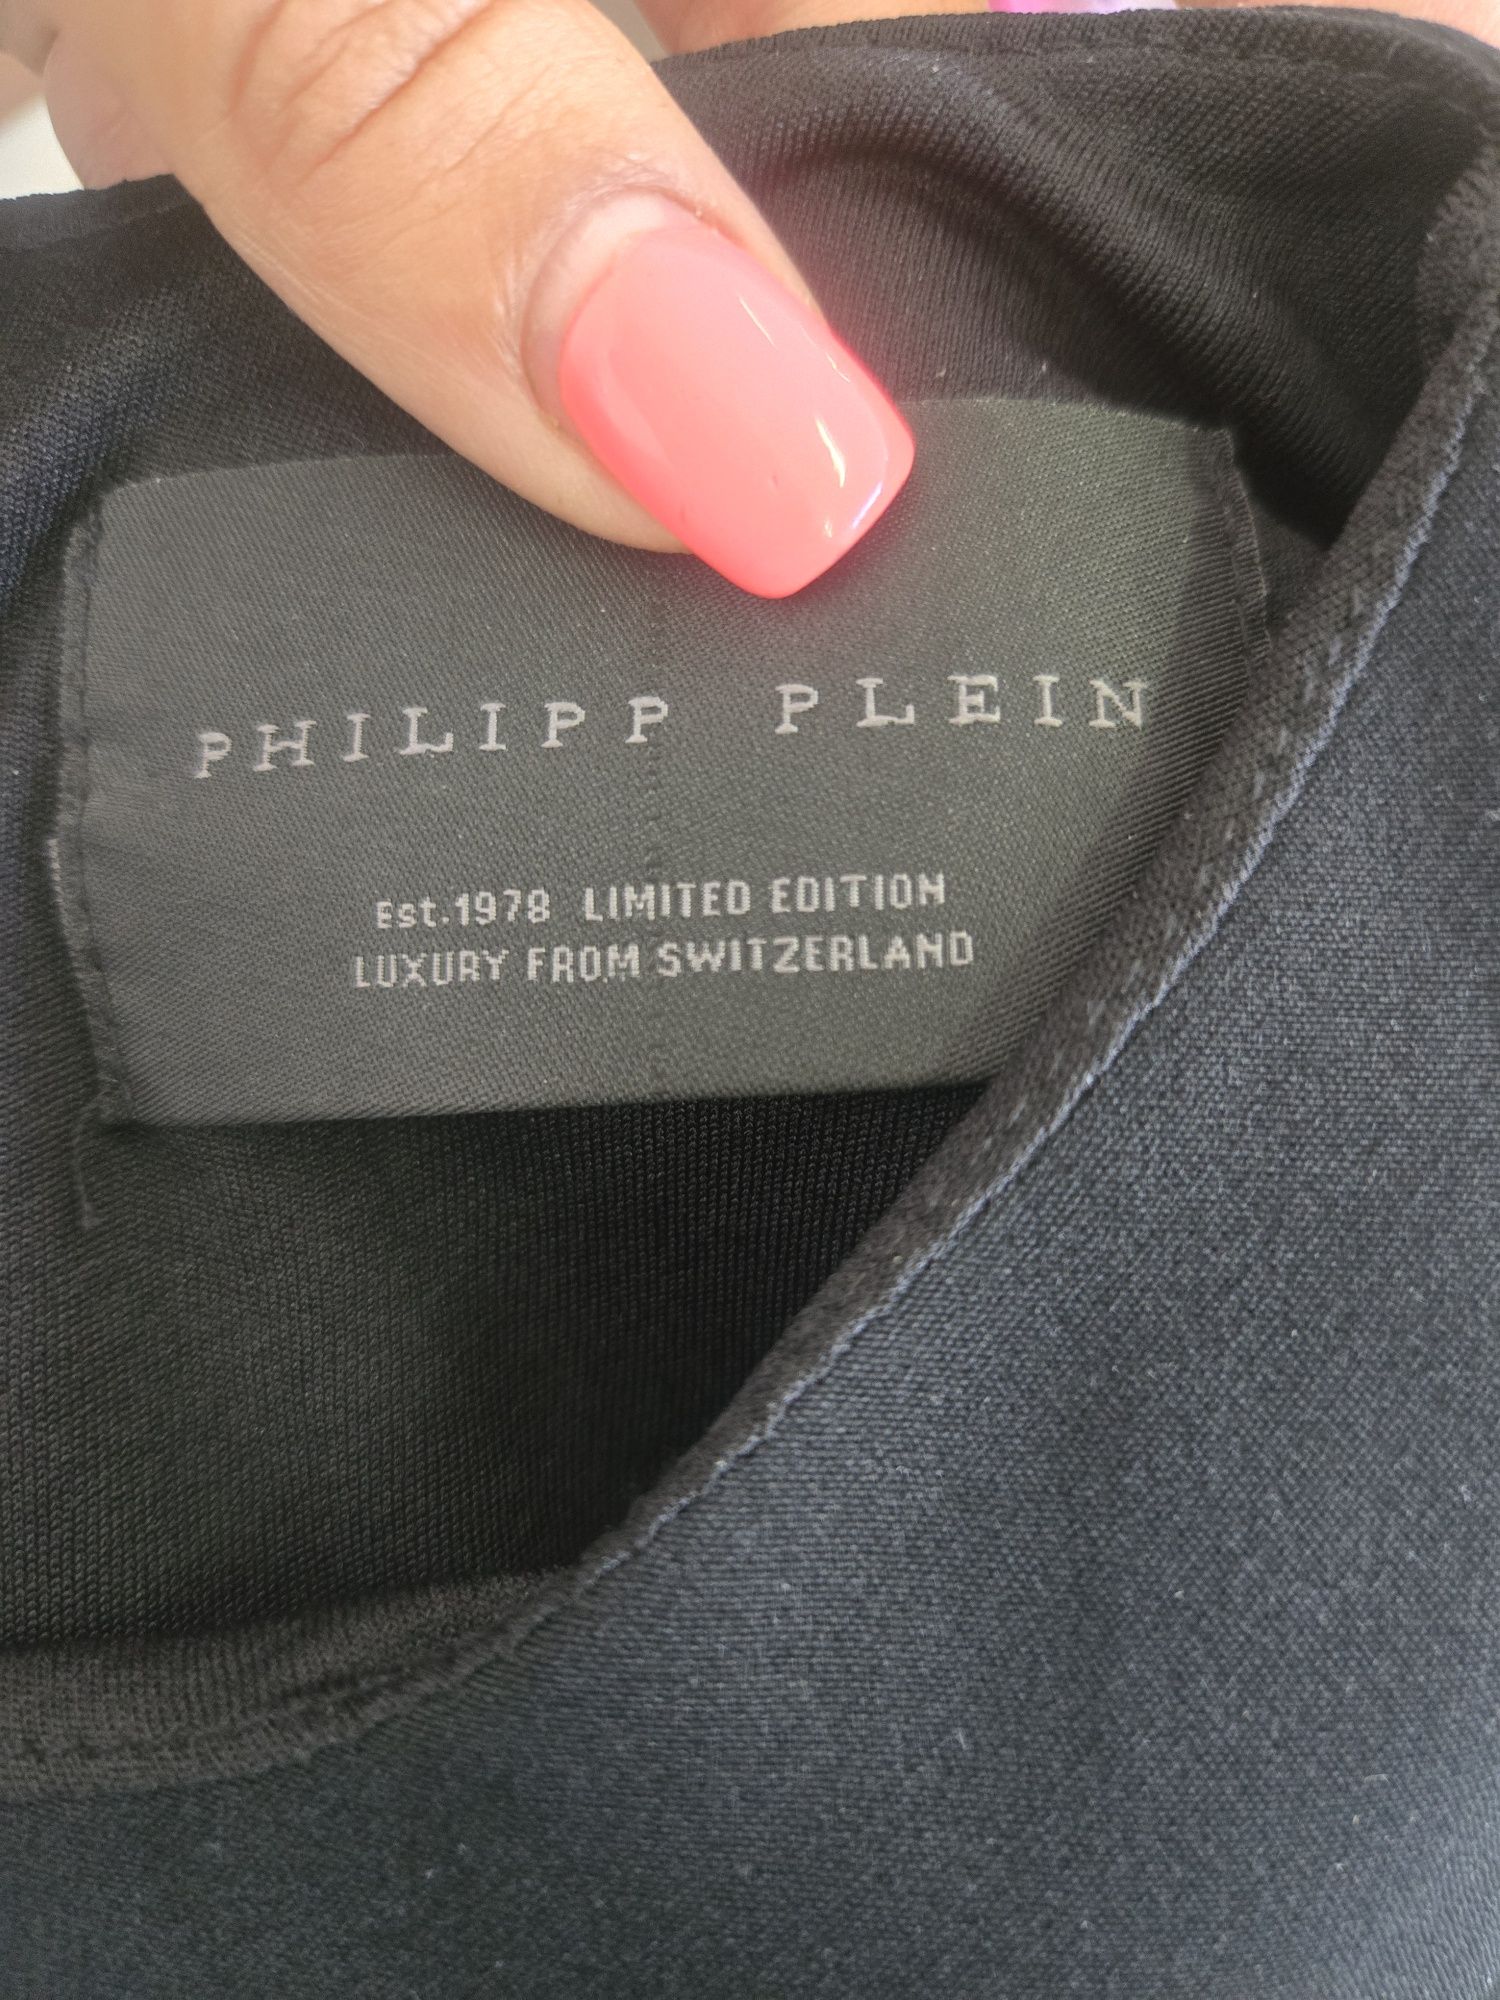 PHILIPP PLEIN
Est.1978 LIMITED EDITION
LUXURY FROM SWITZERLAND